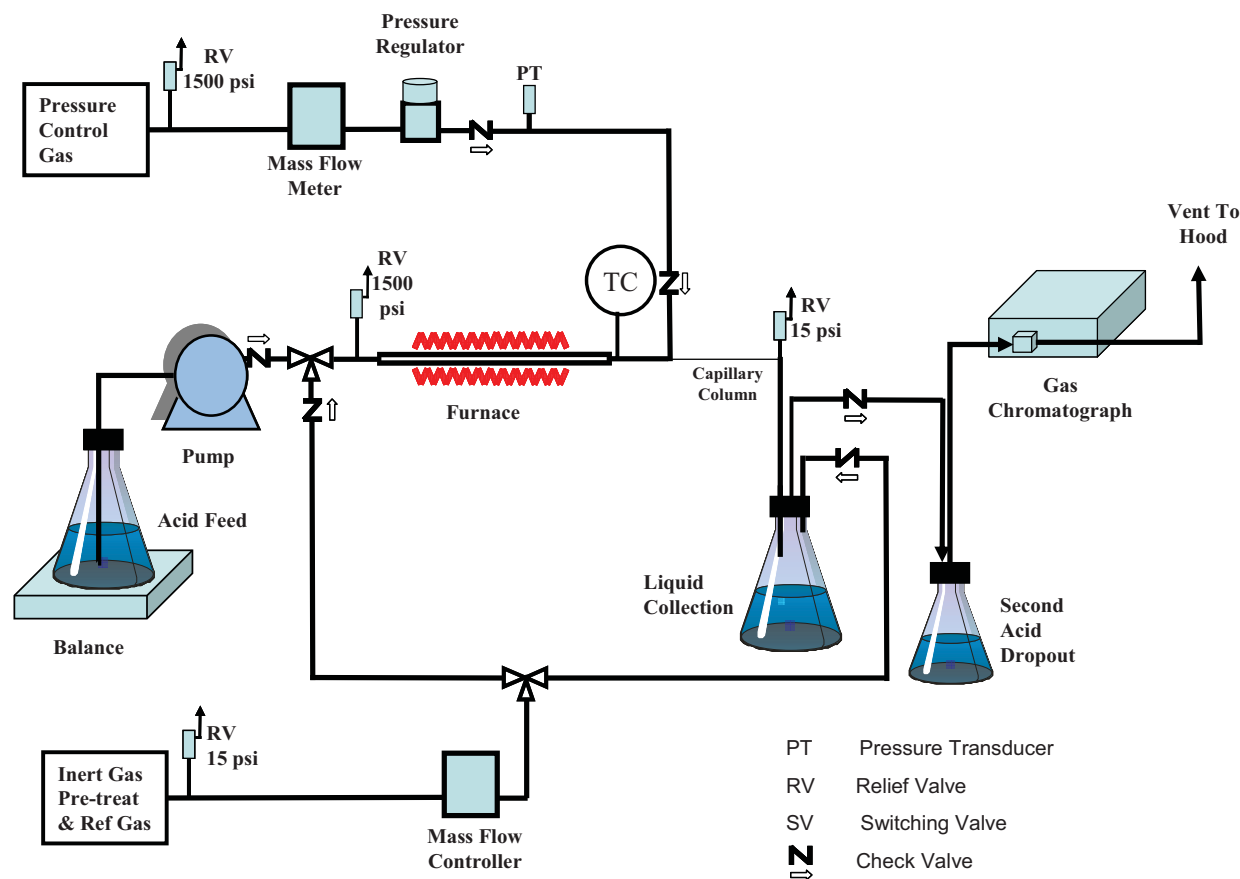 Pressure
Regulator
RV
1500 psi
PT
Pressure
Control
Gas
Mass Flow
Meter
Vent To
Hood
RV
1500
psi
TC
RV
15 psi
Capillary
Column
Gas
Chromatograph
Furnace
Pump
Acid Feed
Liquid
Collection
Second
Acid
Dropout
Balance
RV
15 psi
Inert Gas
Pre-treat
& Ref Gas
Mass Flow
Controller
PT Pressure Transducer
RV Relief Valve
SV Switching Valve
Check Valve